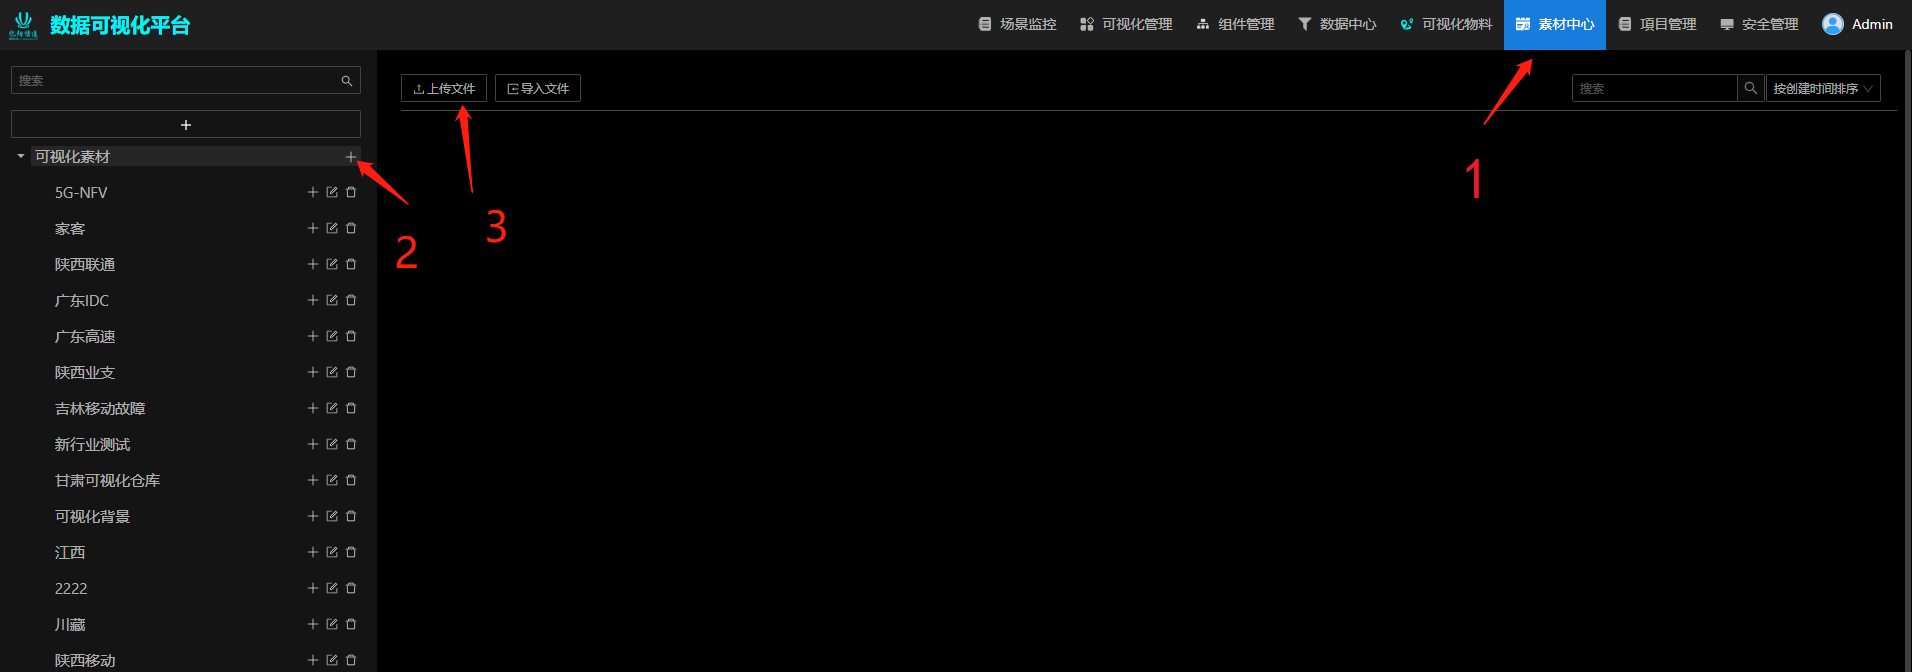 亿阳信通
数据可视化平台
场景监控
可视化管理
组件管理
数据中心
可视化物料
素材中心
項目管理
安全管理
Admin
搜索
+
可视化素材
5G-NFV
家客
陕西联通
广东IDC
广东高速
陕西业支
吉林移动故障
新行业测试
甘肃可视化仓库
可视化背景
江西
2222
川藏
陕西移动
上传文件
导入文件
搜索
按创建时间排序
1
2
3